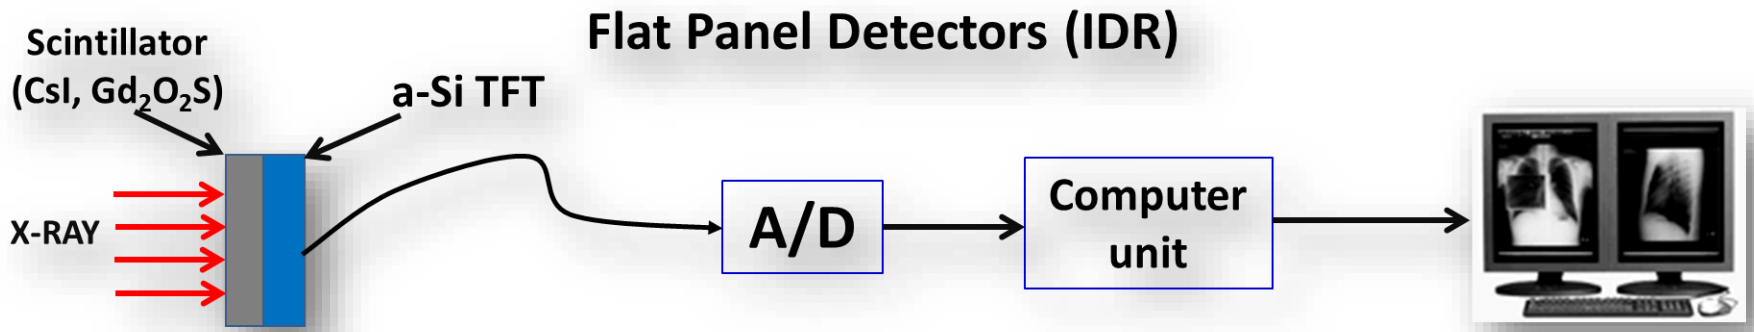 Flat Panel Detectors (IDR)
Scintillator
(CsI, Gd₂O₂S)
a-Si TFT
X-RAY
A/D
Computer
unit